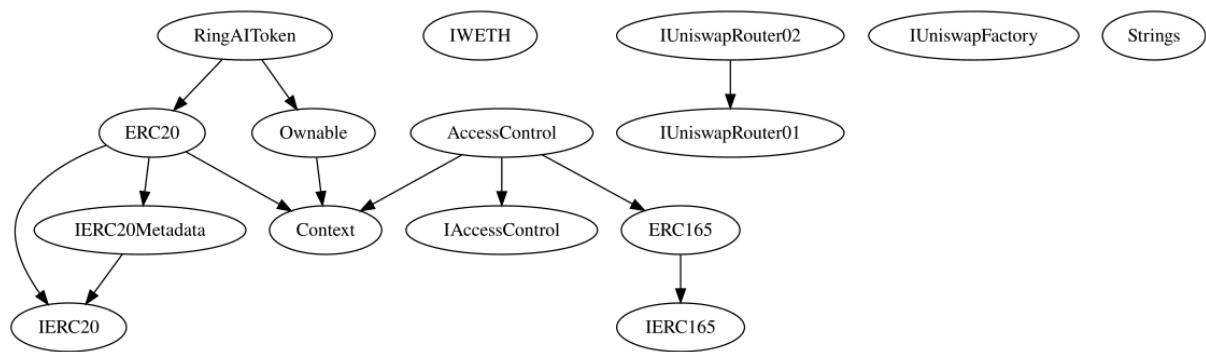 RingAIToken
IWETH
IUniswapRouter02
IUniswapFactory
Strings
ERC20
Ownable
AccessControl
IUniswapRouter01
IERC20Metadata
Context
IAccessControl
ERC165
IERC20
IERC165